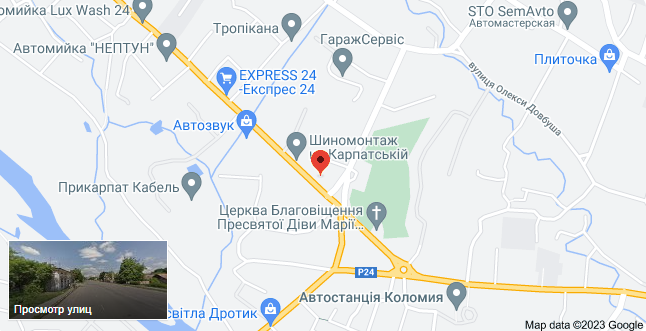 томийка Lux Wash 24
Тропікана
ГаражСервіс
STO SemAvto
Автомастерская
Автомийка "НЕПТУН"
Плиточка
вулиця Олекси Довбуша
EXPRESS 24
-Експрес 24
Автозвук
Шиномонтаж
Карпатській
Прикарпат Кабель
Церква Благовіщення
Пресвятої Діви Марії...
P24
Автостанція Коломия
Просмотр улиц
світла Дротик
Map data ©2023 Google